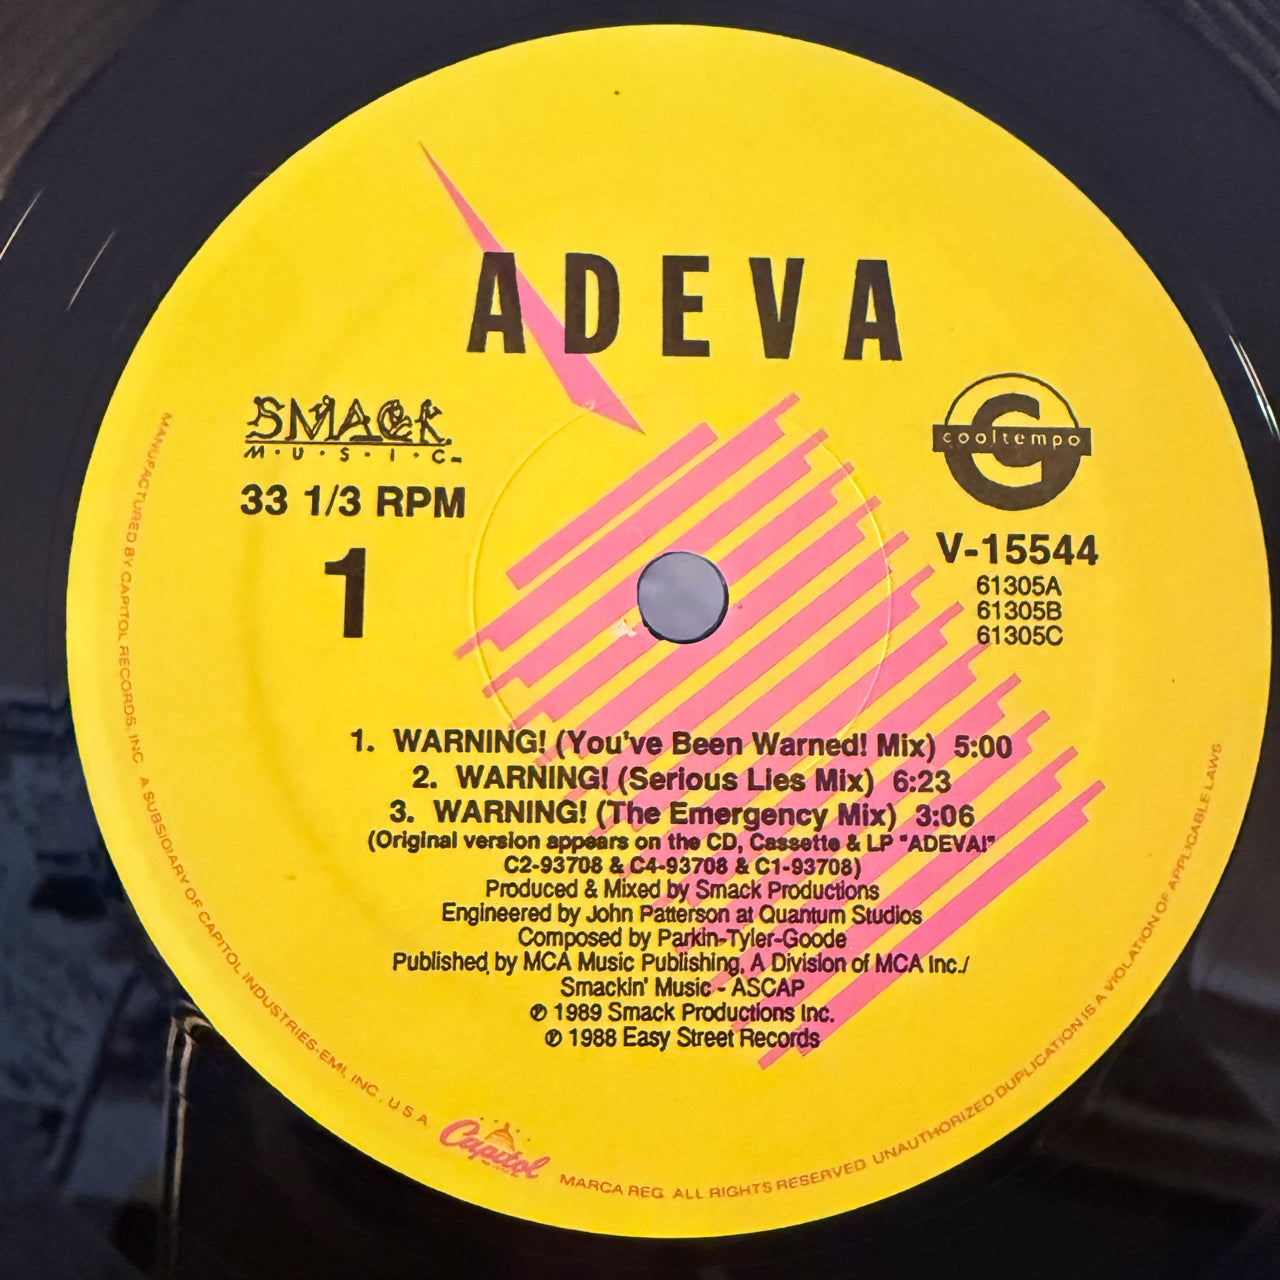 ADEVA
SMACK
M·U·S·I·C
33 1/3 RPM
1
cooltempo
V-15544
61305A
61305B
61305C
1. WARNING! (You've Been Warned! Mix) 5:00
2. WARNING! (Serious Lies Mix) 6:23
3. WARNING! (The Emergency Mix) 3:06
(Original version appears on the CD, Cassette & LP "ADEVA!"
C2-93708 & C4-93708 & C1-93708)
Produced & Mixed by Smack Productions
Engineered by John Patterson at Quantum Studios
Composed by Parkin-Tyler-Goode
Published by MCA Music Publishing, A Division of MCA Inc./
Smackin' Music - ASCAP
℗ 1989 Smack Productions Inc.
℗ 1988 Easy Street Records
MANUFACTURED BY CAPITOL RECORDS, INC. A SUBSIDIARY OF CAPITOL INDUSTRIES-EMI, INC. U S A
Capitol
MARCA REG. ALL RIGHTS RESERVED UNAUTHORIZED DUPLICATION IS A VIOLATION OF APPLICABLE LAWS